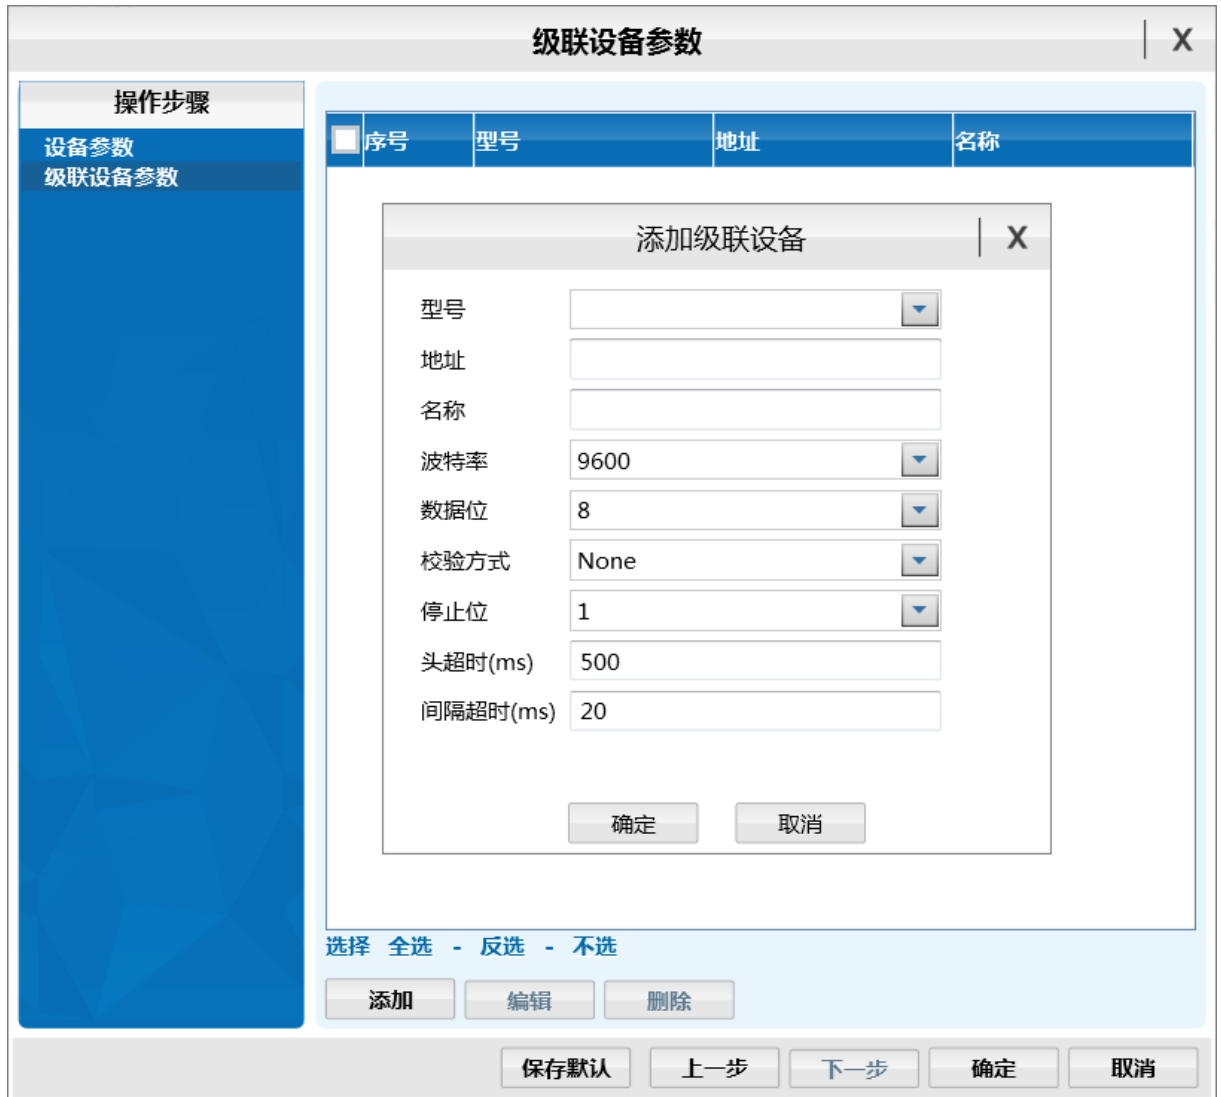 级联设备参数 X
操作步骤
设备参数
级联设备参数
序号 型号 地址 名称
添加级联设备 X
型号
地址
名称
波特率 9600
数据位 8
校验方式 None
停止位 1
头超时(ms) 500
间隔超时(ms) 20
确定 取消
选择 全选 - 反选 - 不选
添加 编辑 删除
保存默认 上一步 下一步 确定 取消